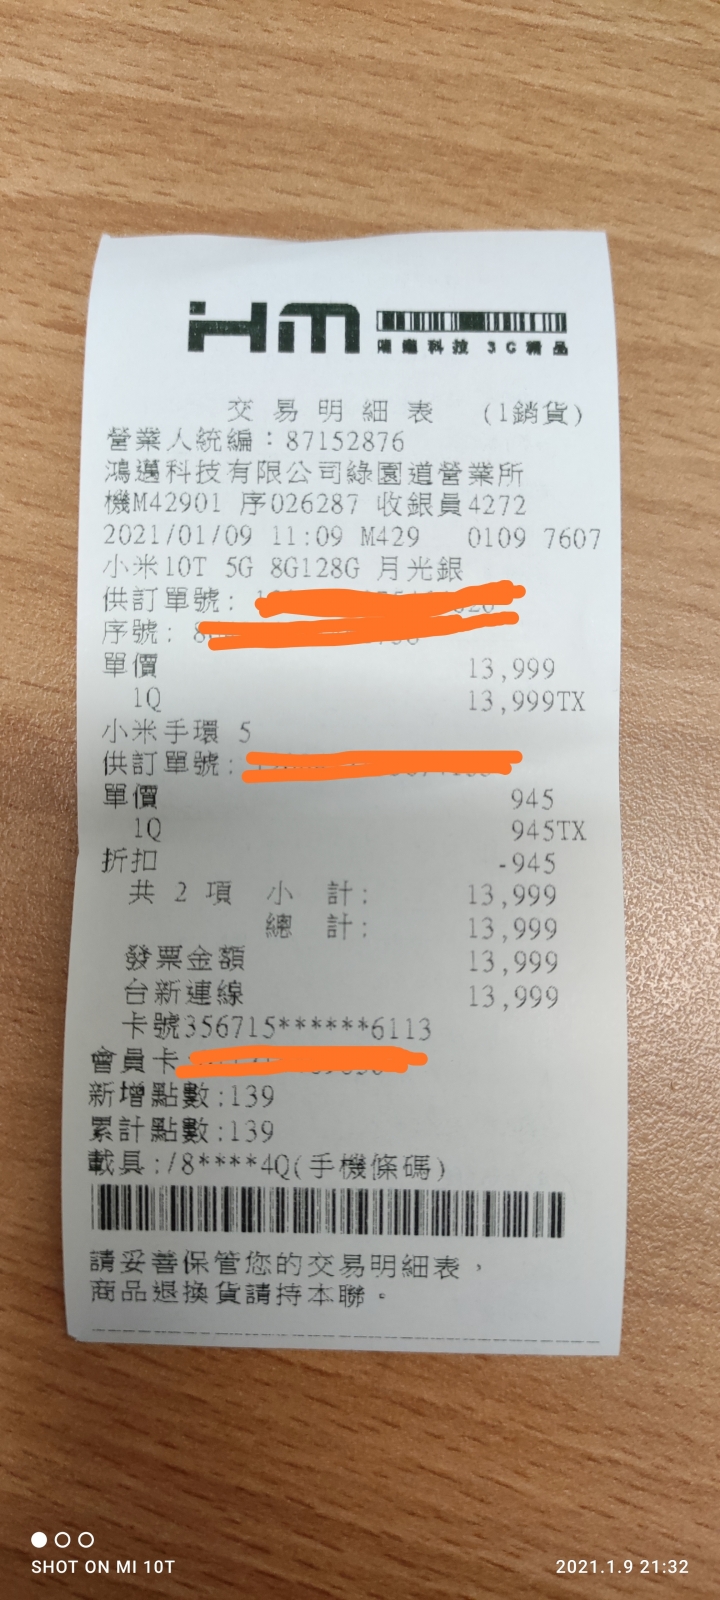 HM
鴻邁科技 3C精品
交易明細表 (1銷貨)
營業人統編：87152876
鴻邁科技有限公司綠園道營業所
機M42901 序026287 收銀員4272
2021/01/09 11:09 M429 0109 7607
小米10T 5G 8G128G 月光銀
供訂單號：
序號： 8
單價 13,999
1Q 13,999TX
小米手環 5
供訂單號：
單價 945
1Q 945TX
折扣 -945
共 2 項 小 計： 13,999
總 計： 13,999
發票金額 13,999
台新連線 13,999
卡號356715******6113
會員卡
新增點數:139
累計點數:139
載具:/8****4Q(手機條碼)
請妥善保管您的交易明細表，
商品退換貨請持本聯。
SHOT ON MI 10T
2021.1.9 21:32